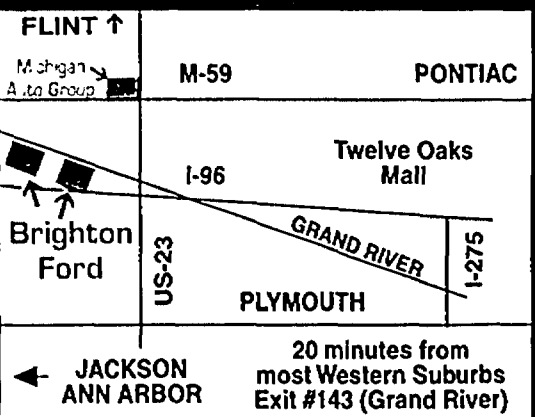 FLINT ↑
Michigan
Auto Group
M-59
PONTIAC
Twelve Oaks
Mall
I-96
Brighton
Ford
US-23
GRAND RIVER
I-275
PLYMOUTH
← JACKSON
ANN ARBOR
20 minutes from
most Western Suburbs
Exit #143 (Grand River)